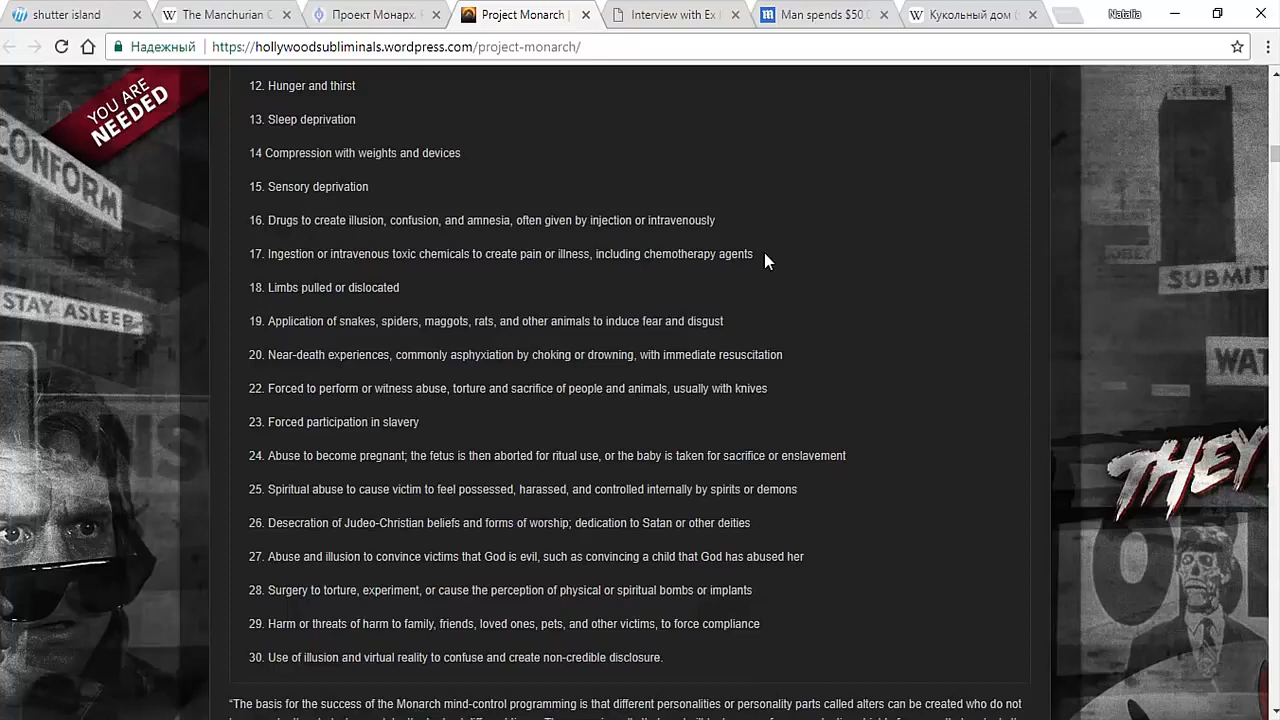 shutter island
The Manchurian C
Проект Монарх.
Project Monarch
Interview with Ex
Man spends $50,
Кукольный дом (
Natalia
Надежный
https://hollywoodsubliminals.wordpress.com/project-monarch/
YOU ARE
NEEDED
CONFORM
STAY ASLEEP
12. Hunger and thirst
13. Sleep deprivation
14 Compression with weights and devices
15. Sensory deprivation
16. Drugs to create illusion, confusion, and amnesia, often given by injection or intravenously
17. Ingestion or intravenous toxic chemicals to create pain or illness, including chemotherapy agents
18. Limbs pulled or dislocated
19. Application of snakes, spiders, maggots, rats, and other animals to induce fear and disgust
20. Near-death experiences, commonly asphyxiation by choking or drowning, with immediate resuscitation
22. Forced to perform or witness abuse, torture and sacrifice of people and animals, usually with knives
23. Forced participation in slavery
24. Abuse to become pregnant; the fetus is then aborted for ritual use, or the baby is taken for sacrifice or enslavement
25. Spiritual abuse to cause victim to feel possessed, harassed, and controlled internally by spirits or demons
26. Desecration of Judeo-Christian beliefs and forms of worship; dedication to Satan or other deities
27. Abuse and illusion to convince victims that God is evil, such as convincing a child that God has abused her
28. Surgery to torture, experiment, or cause the perception of physical or spiritual bombs or implants
29. Harm or threats of harm to family, friends, loved ones, pets, and other victims, to force compliance
30. Use of illusion and virtual reality to confuse and create non-credible disclosure.
“The basis for the success of the Monarch mind-control programming is that different personalities or personality parts called alters can be created who do not
SLEEP
OBEY
SUBMIT
WAT
THEY